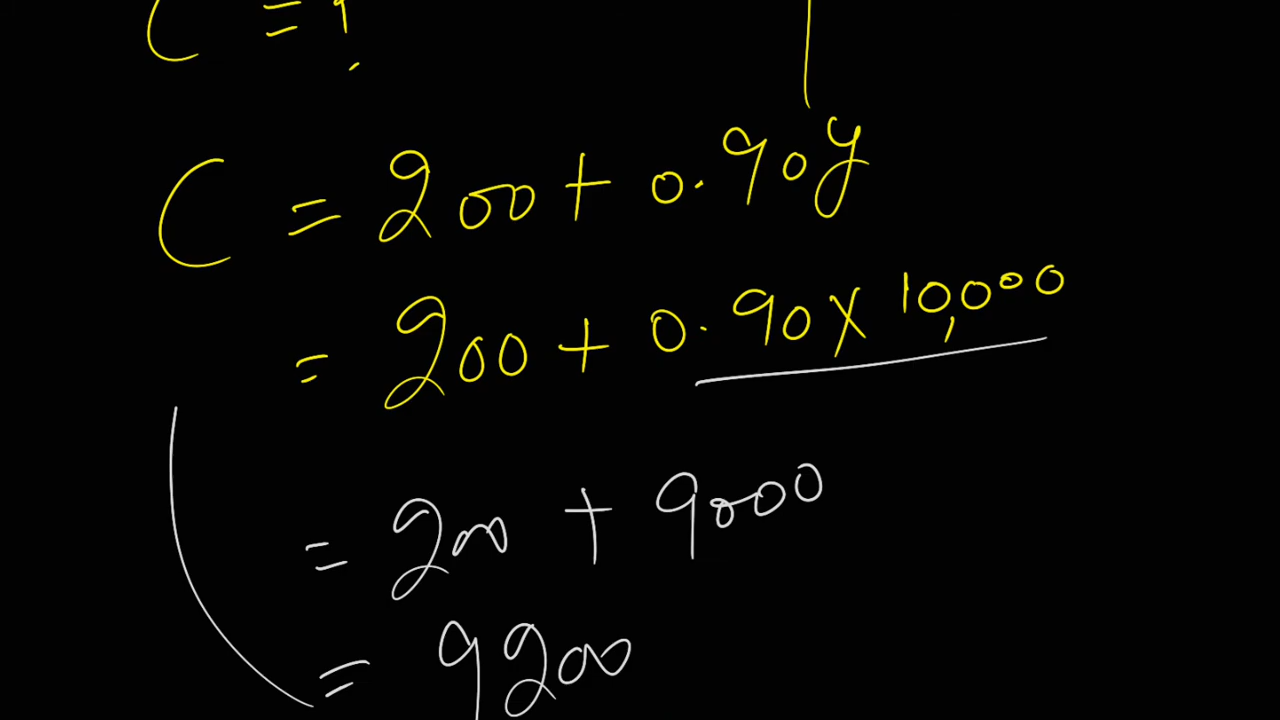 C = ?
C = 200 + 0.90y
= 200 + 0.90 × 10,000
= 200 + 9000
= 9200